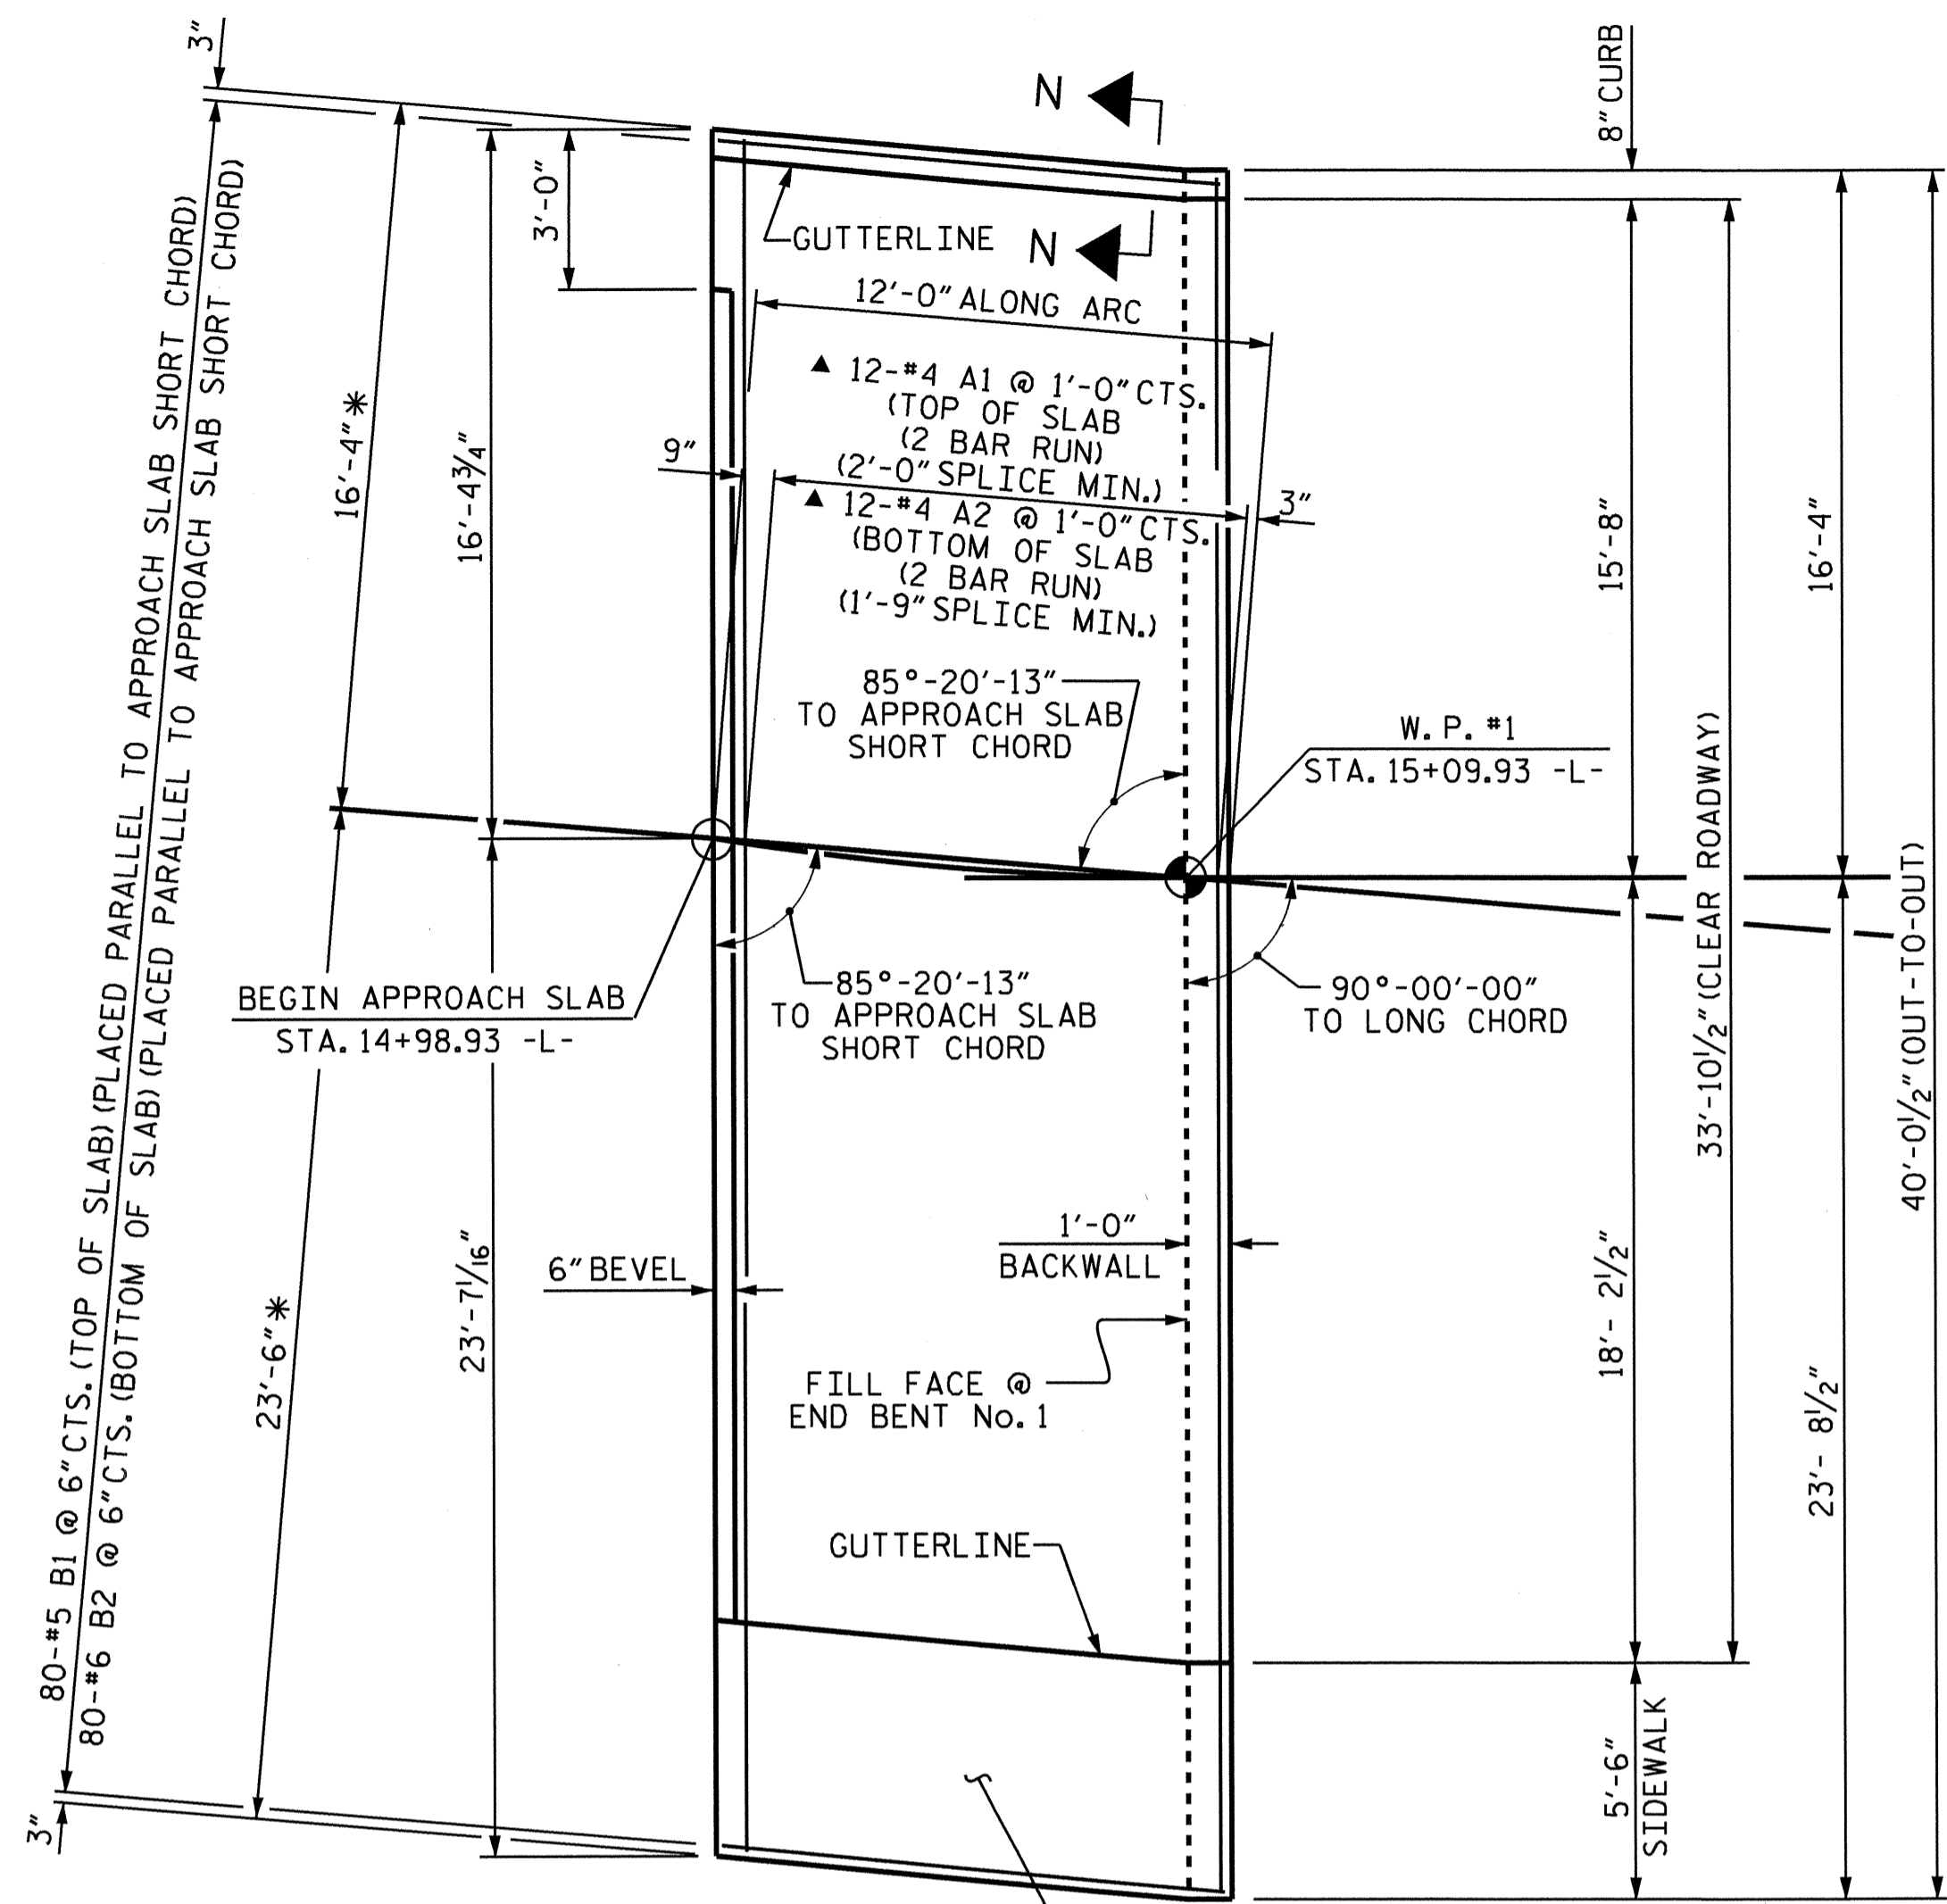 3"
8" CURB
N
3'-0"
GUTTERLINE
N
12'-0" ALONG ARC
▲ 12-#4 A1 @ 1'-0" CTS.
(TOP OF SLAB
(2 BAR RUN)
(2'-0" SPLICE MIN.)
9"
3"
▲ 12-#4 A2 @ 1'-0" CTS.
(BOTTOM OF SLAB
(2 BAR RUN)
(1'-9" SPLICE MIN.)
16'-4"*
16'-4¾"
15'-8"
16'-4"
85°-20'-13"
TO APPROACH SLAB
SHORT CHORD
W.P. #1
STA. 15+09.93 -L-
BEGIN APPROACH SLAB
STA. 14+98.93 -L-
85°-20'-13"
TO APPROACH SLAB
SHORT CHORD
90°-00'-00"
TO LONG CHORD
33'-10½" (CLEAR ROADWAY)
40'-0½" (OUT-TO-OUT)
80-#5 B1 @ 6" CTS. (TOP OF SLAB) (PLACED PARALLEL TO APPROACH SLAB SHORT CHORD)
80-#6 B2 @ 6" CTS. (BOTTOM OF SLAB) (PLACED PARALLEL TO APPROACH SLAB SHORT CHORD)
23'-6"*
23'-7 1/16"
6" BEVEL
1'-0"
BACKWALL
18'- 2½"
23'- 8½"
FILL FACE @
END BENT No. 1
GUTTERLINE
5'-6"
SIDEWALK
3"